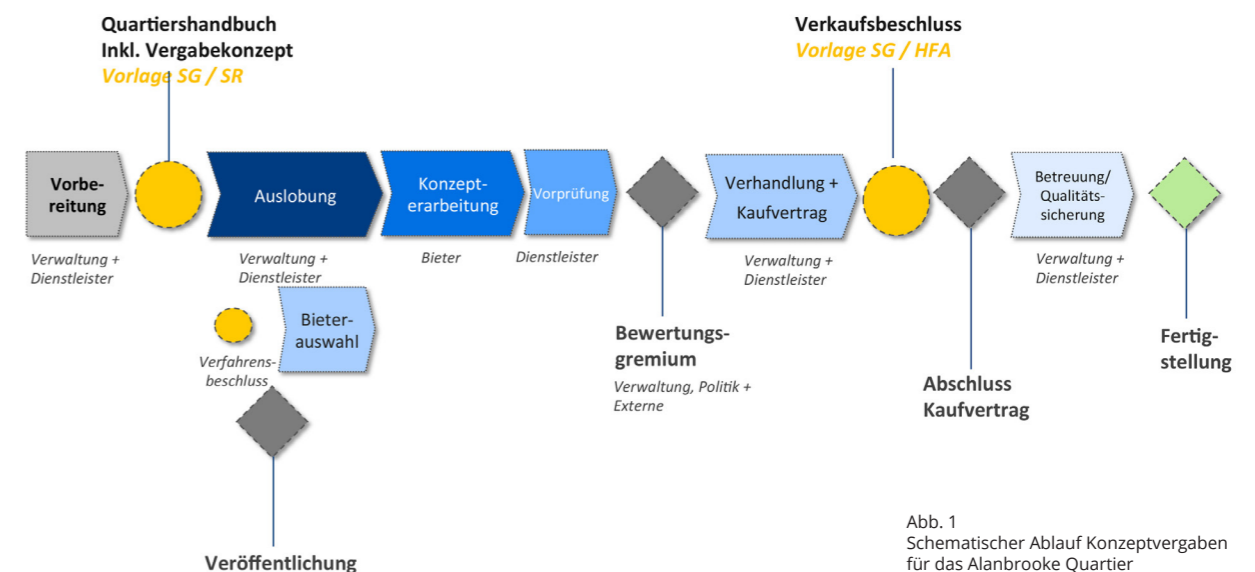 Quartiershandbuch
Inkl. Vergabekonzept
Vorlage SG / SR
Verkaufsbeschluss
Vorlage SG / HFA
Vorbe-
reitung
Auslobung
Konzept-
erarbeitung
Vorprüfung
Verhandlung +
Kaufvertrag
Betreuung/
Qualitäts-
sicherung
Verwaltung +
Dienstleister
Verwaltung +
Dienstleister
Bieter
Dienstleister
Verwaltung +
Dienstleister
Verwaltung +
Dienstleister
Bieter-
auswahl
Verfahrens-
beschluss
Bewertungs-
gremium
Verwaltung, Politik +
Externe
Abschluss
Kaufvertrag
Fertig-
stellung
Veröffentlichung
Abb. 1
Schematischer Ablauf Konzeptvergaben
für das Alanbrooke Quartier